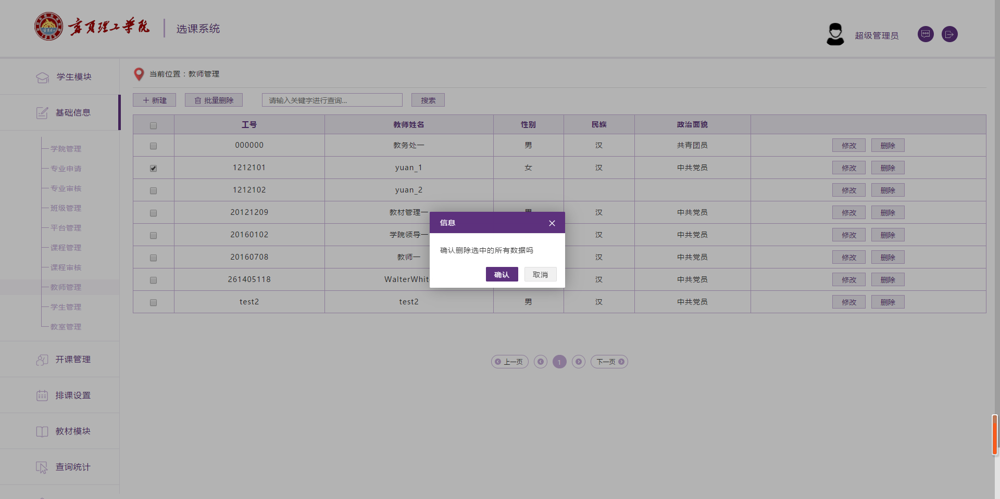 选课系统
超级管理员
学生模块
基础信息
学院管理
专业申请
专业审核
班级管理
平台管理
课程管理
课程审核
教师管理
学生管理
教室管理
开课管理
排课设置
教材模块
查询统计
当前位置：教师管理
新建 批量删除 请输入关键字进行查询... 搜索
工号 教师姓名 性别 民族 政治面貌
000000 教务处一 男 汉 共青团员 修改 删除
1212101 yuan_1 女 汉 中共党员 修改 删除
1212102 yuan_2 修改 删除
20121209 教材管理一 男 汉 中共党员 修改 删除
20160102 学院领导一 汉 中共党员 修改 删除
20160708 教师一 汉 中共党员 修改 删除
261405118 WalterWhit 汉 中共党员 修改 删除
test2 test2 男 汉 中共党员 修改 删除
信息
确认删除选中的所有数据吗
确认 取消
上一页 1 下一页